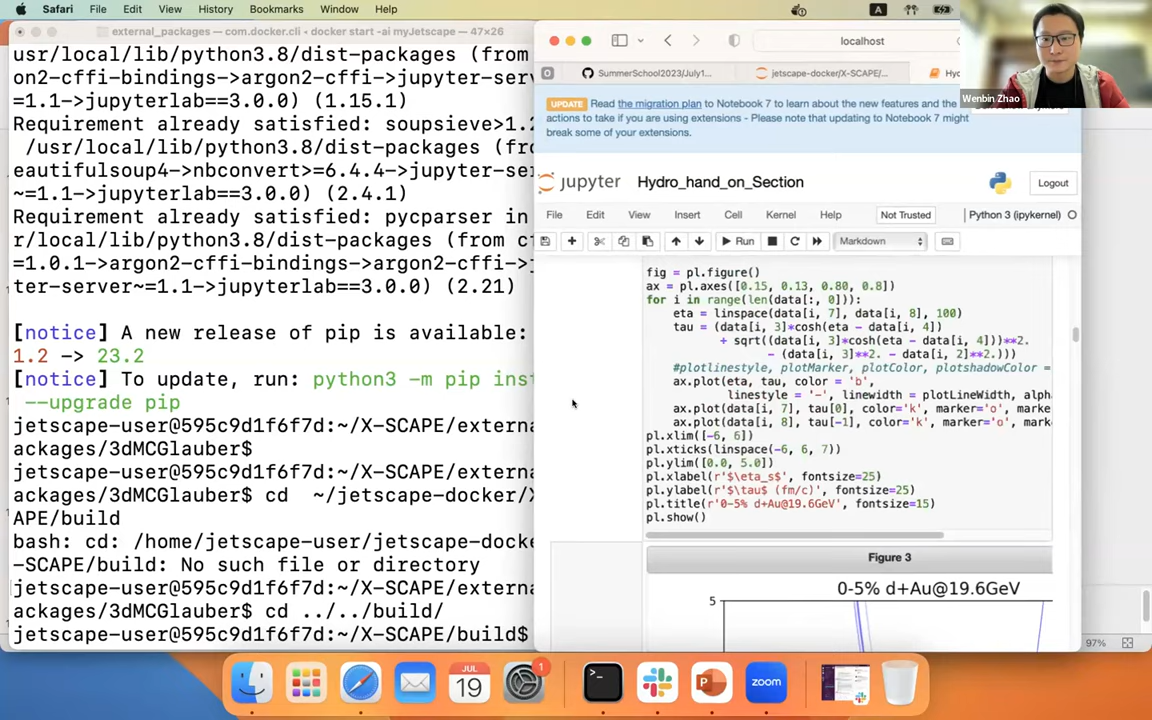 Safari File Edit View History Bookmarks Window Help
A
external_packages — com.docker.cli - docker start -ai myJetscape — 47×26
usr/local/lib/python3.8/dist-packages (from
on2-cffi-bindings->argon2-cffi->jupyter-serv
=1.1->jupyterlab==3.0.0) (1.15.1)
Requirement already satisfied: soupsieve>1.2
/usr/local/lib/python3.8/dist-packages (fro
eautifulsoup4->nbconvert>=6.4.4->jupyter-ser
~=1.1->jupyterlab==3.0.0) (2.4.1)
Requirement already satisfied: pycparser in
r/local/lib/python3.8/dist-packages (from cf
=1.0.1->argon2-cffi-bindings->argon2-cffi->j
ter-server~=1.1->jupyterlab==3.0.0) (2.21)
[notice] A new release of pip is available:
1.2 -> 23.2
[notice] To update, run: python3 -m pip inst
--upgrade pip
jetscape-user@595c9d1f6f7d:~/X-SCAPE/externa
ackages/3dMCGlauber$
jetscape-user@595c9d1f6f7d:~/X-SCAPE/externa
ackages/3dMCGlauber$ cd ~/jetscape-docker/X
APE/build
bash: cd: /home/jetscape-user/jetscape-docke
-SCAPE/build: No such file or directory
jetscape-user@595c9d1f6f7d:~/X-SCAPE/externa
ackages/3dMCGlauber$ cd ../../build/
jetscape-user@595c9d1f6f7d:~/X-SCAPE/build$
localhost
SummerSchool2023/July1...
jetscape-docker/X-SCAPE/...
Hyd
UPDATE Read the migration plan to Notebook 7 to learn about the new features and the
actions to take if you are using extensions - Please note that updating to Notebook 7 might
break some of your extensions.
jupyter Hydro_hand_on_Section
Logout
File Edit View Insert Cell Kernel Help
Not Trusted
Python 3 (ipykernel)
Run
Markdown
fig = pl.figure()
ax = pl.axes([0.15, 0.13, 0.80, 0.8])
for i in range(len(data[:, 0])):
eta = linspace(data[i, 7], data[i, 8], 100)
tau = (data[i, 3]*cosh(eta - data[i, 4])
+ sqrt((data[i, 3]*cosh(eta - data[i, 4]))**2.
- (data[i, 3]**2. - data[i, 2]**2.)))
#plotlinestyle, plotMarker, plotColor, plotshadowColor =
ax.plot(eta, tau, color = 'b',
linestyle = '-', linewidth = plotLineWidth, alph
ax.plot(data[i, 7], tau[0], color='k', marker='o', marke
ax.plot(data[i, 8], tau[-1], color='k', marker='o', mark
pl.xlim([-6, 6])
pl.xticks(linspace(-6, 6, 7))
pl.ylim([0.0, 5.0])
pl.xlabel(r'$\eta_s$', fontsize=25)
pl.ylabel(r'$\tau$ (fm/c)', fontsize=25)
pl.title(r'0-5% d+Au@19.6GeV', fontsize=15)
pl.show()
Figure 3
0-5% d+Au@19.6GeV
5
Wenbin Zhao
97%
JUL
19
1
zoom